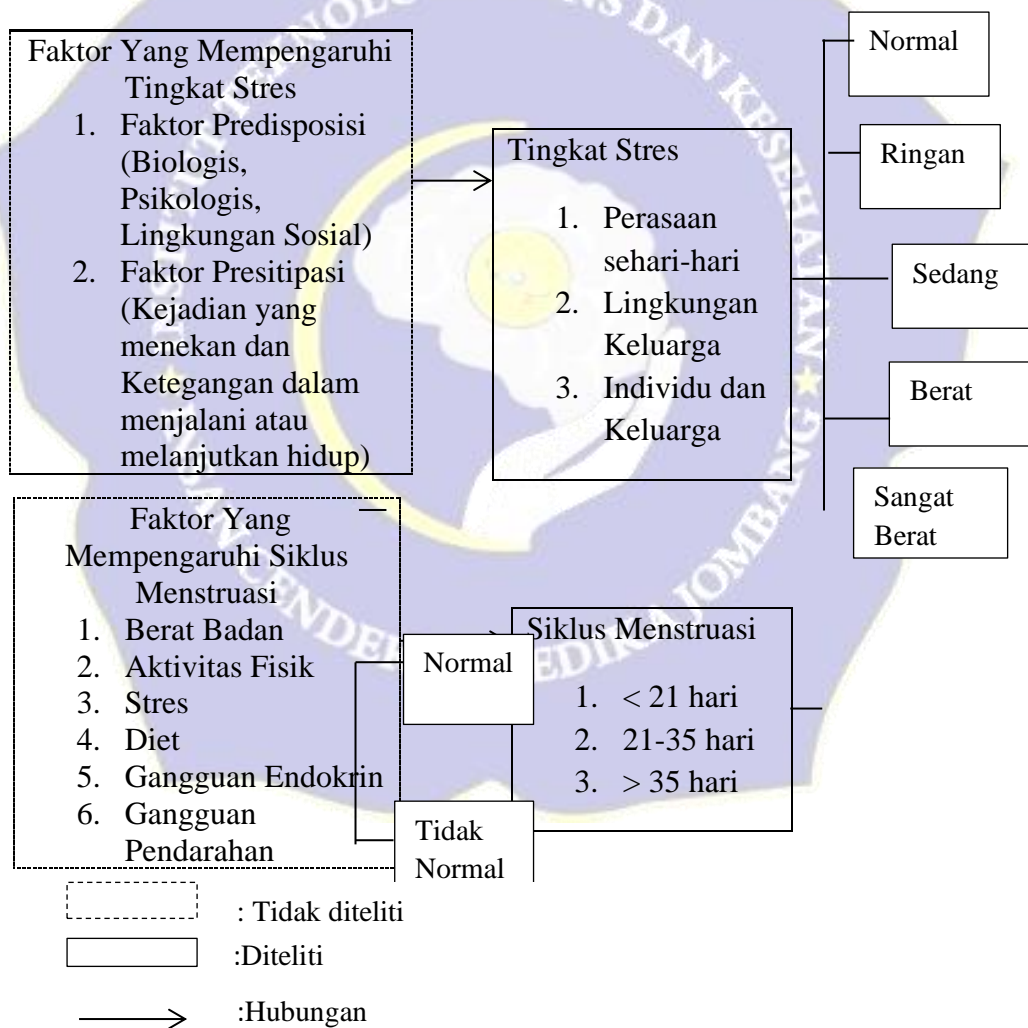 Faktor Yang Mempengaruhi
Tingkat Stres
1. Faktor Predisposisi
(Biologis,
Psikologis,
Lingkungan Sosial)
2. Faktor Presitipasi
(Kejadian yang
menekan dan
Ketegangan dalam
menjalani atau
melanjutkan hidup)
Tingkat Stres
1. Perasaan
sehari-hari
2. Lingkungan
Keluarga
3. Individu dan
Keluarga
Normal
Ringan
Sedang
Berat
Sangat
Berat
Faktor Yang
Mempengaruhi Siklus
Menstruasi
1. Berat Badan
2. Aktivitas Fisik
3. Stres
4. Diet
5. Gangguan Endokrin
6. Gangguan
Pendarahan
Normal
Tidak
Normal
Siklus Menstruasi
1. < 21 hari
2. 21-35 hari
3. > 35 hari
: Tidak diteliti
:Diteliti
:Hubungan
DAN KESEHATAN
JOMBANG